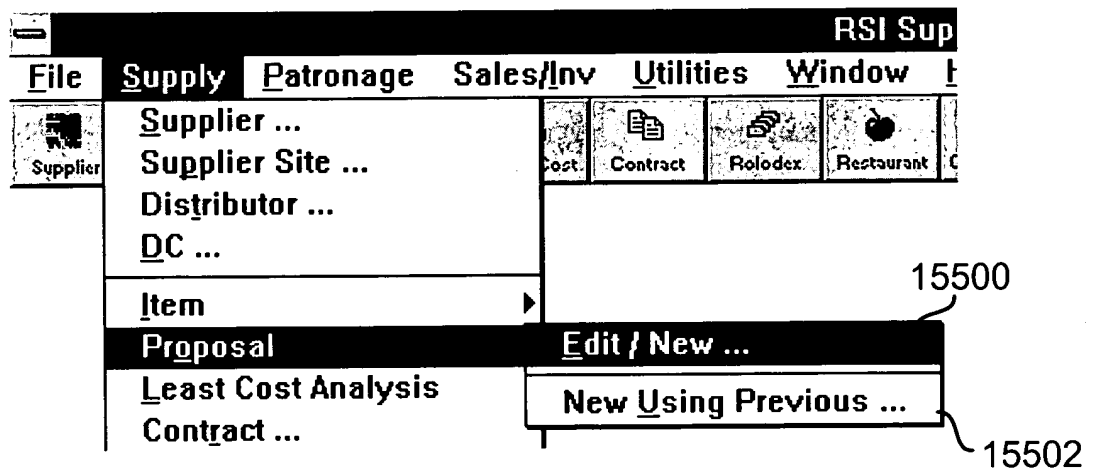 RSI Sup
File Supply Patronage Sales/Inv Utilities Window H
Supplier Cost Contract Rolodex Restaurant
Supplier ...
Supplier Site ...
Distributor ...
DC ...
15500
Item
Proposal Edit / New ...
Least Cost Analysis
New Using Previous ...
Contract ...
15502